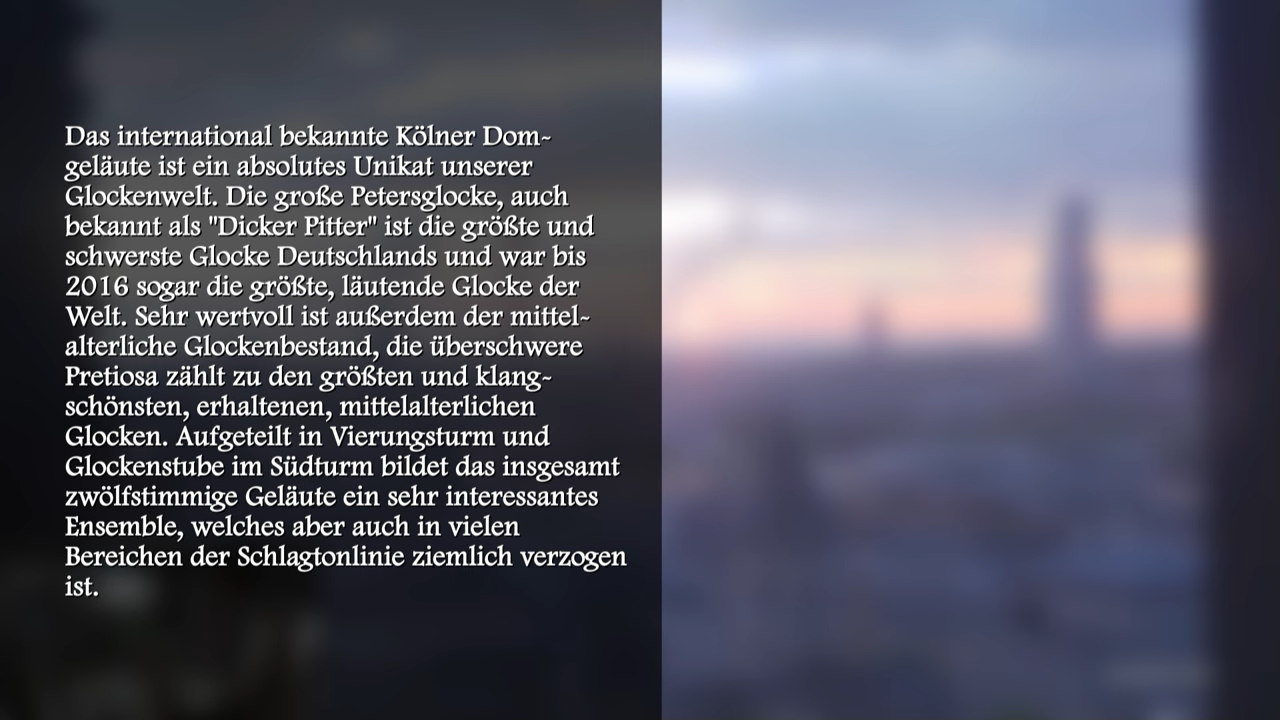 Das international bekannte Kölner Dom-
geläute ist ein absolutes Unikat unserer
Glockenwelt. Die große Petersglocke, auch
bekannt als "Dicker Pitter" ist die größte und
schwerste Glocke Deutschlands und war bis
2016 sogar die größte, läutende Glocke der
Welt. Sehr wertvoll ist außerdem der mittel-
alterliche Glockenbestand, die überschwere
Pretiosa zählt zu den größten und klang-
schönsten, erhaltenen, mittelalterlichen
Glocken. Aufgeteilt in Vierungsturm und
Glockenstube im Südturm bildet das insgesamt
zwölfstimmige Geläute ein sehr interessantes
Ensemble, welches aber auch in vielen
Bereichen der Schlagtonlinie ziemlich verzogen
ist.